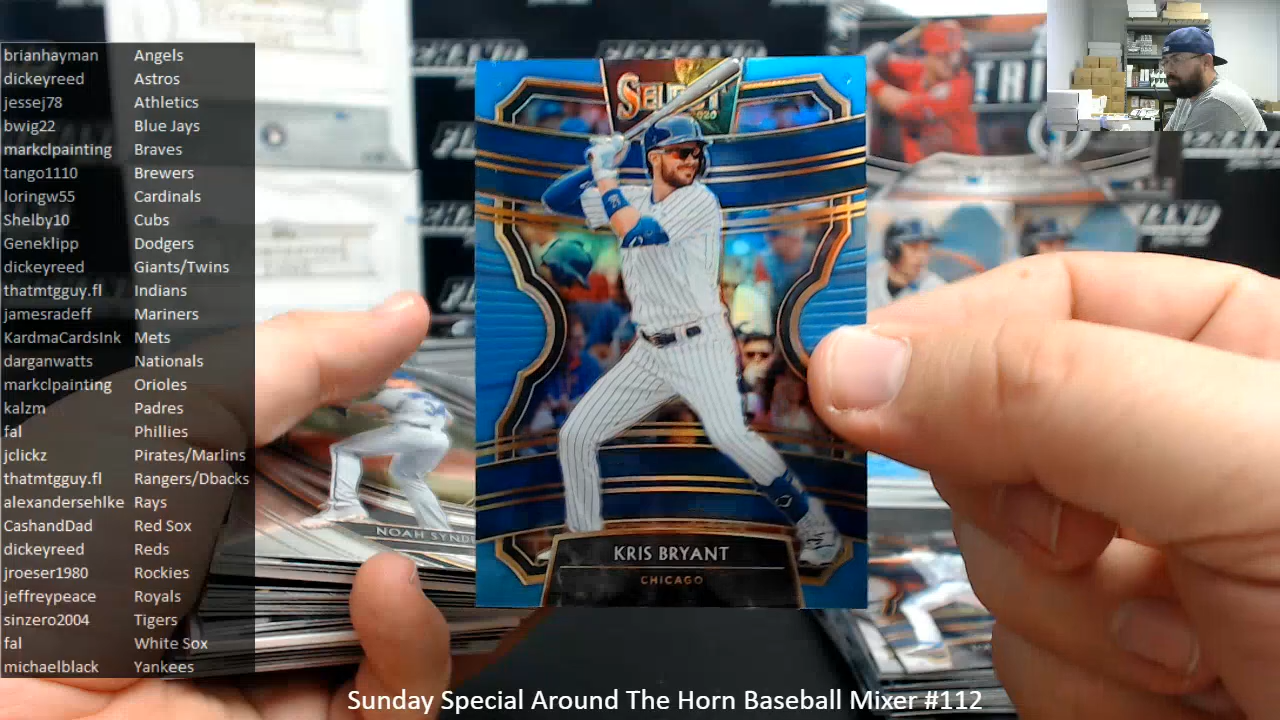 brianhayman Angels
dickeyreed Astros
jessej78 Athletics
bwig22 Blue Jays
markclpainting Braves
tango1110 Brewers
loringw55 Cardinals
Shelby10 Cubs
Geneklipp Dodgers
dickeyreed Giants/Twins
thatmtgguy.fl Indians
jamesradeff Mariners
KardmaCardsInk Mets
darganwatts Nationals
markclpainting Orioles
kalzm Padres
fal Phillies
jclickz Pirates/Marlins
thatmtgguy.fl Rangers/Dbacks
alexandersehlke Rays
CashandDad Red Sox
dickeyreed Reds
jroeser1980 Rockies
jeffreypeace Royals
sinzero2004 Tigers
fal White Sox
michaelblack Yankees
SELECT
2020
TRI
NOAH SYNDE
KRIS BRYANT
CHICAGO
Sunday Special Around The Horn Baseball Mixer #112